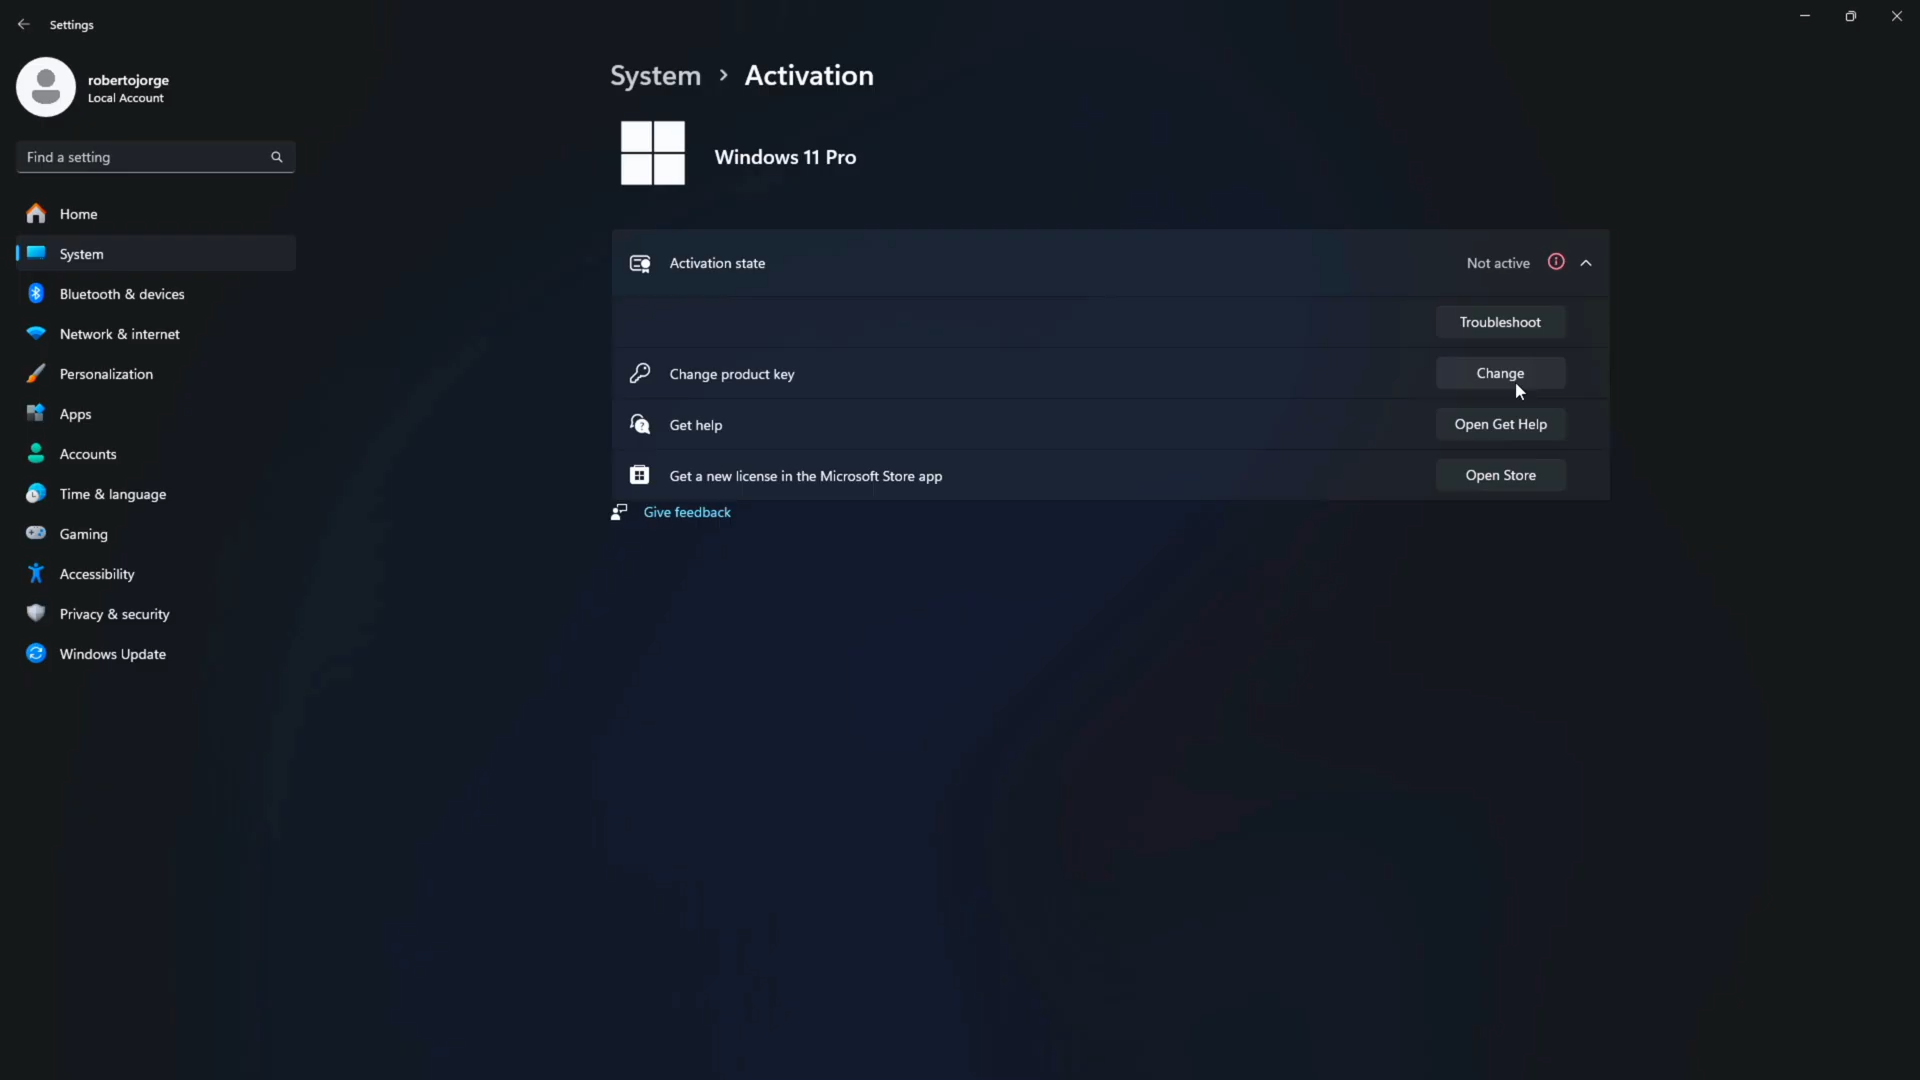 Settings
robertojorge
Local Account
Find a setting
Home
System
Bluetooth & devices
Network & internet
Personalization
Apps
Accounts
Time & language
Gaming
Accessibility
Privacy & security
Windows Update
System > Activation
Windows 11 Pro
Activation state Not active
Troubleshoot
Change product key Change
Get help Open Get Help
Get a new license in the Microsoft Store app Open Store
Give feedback